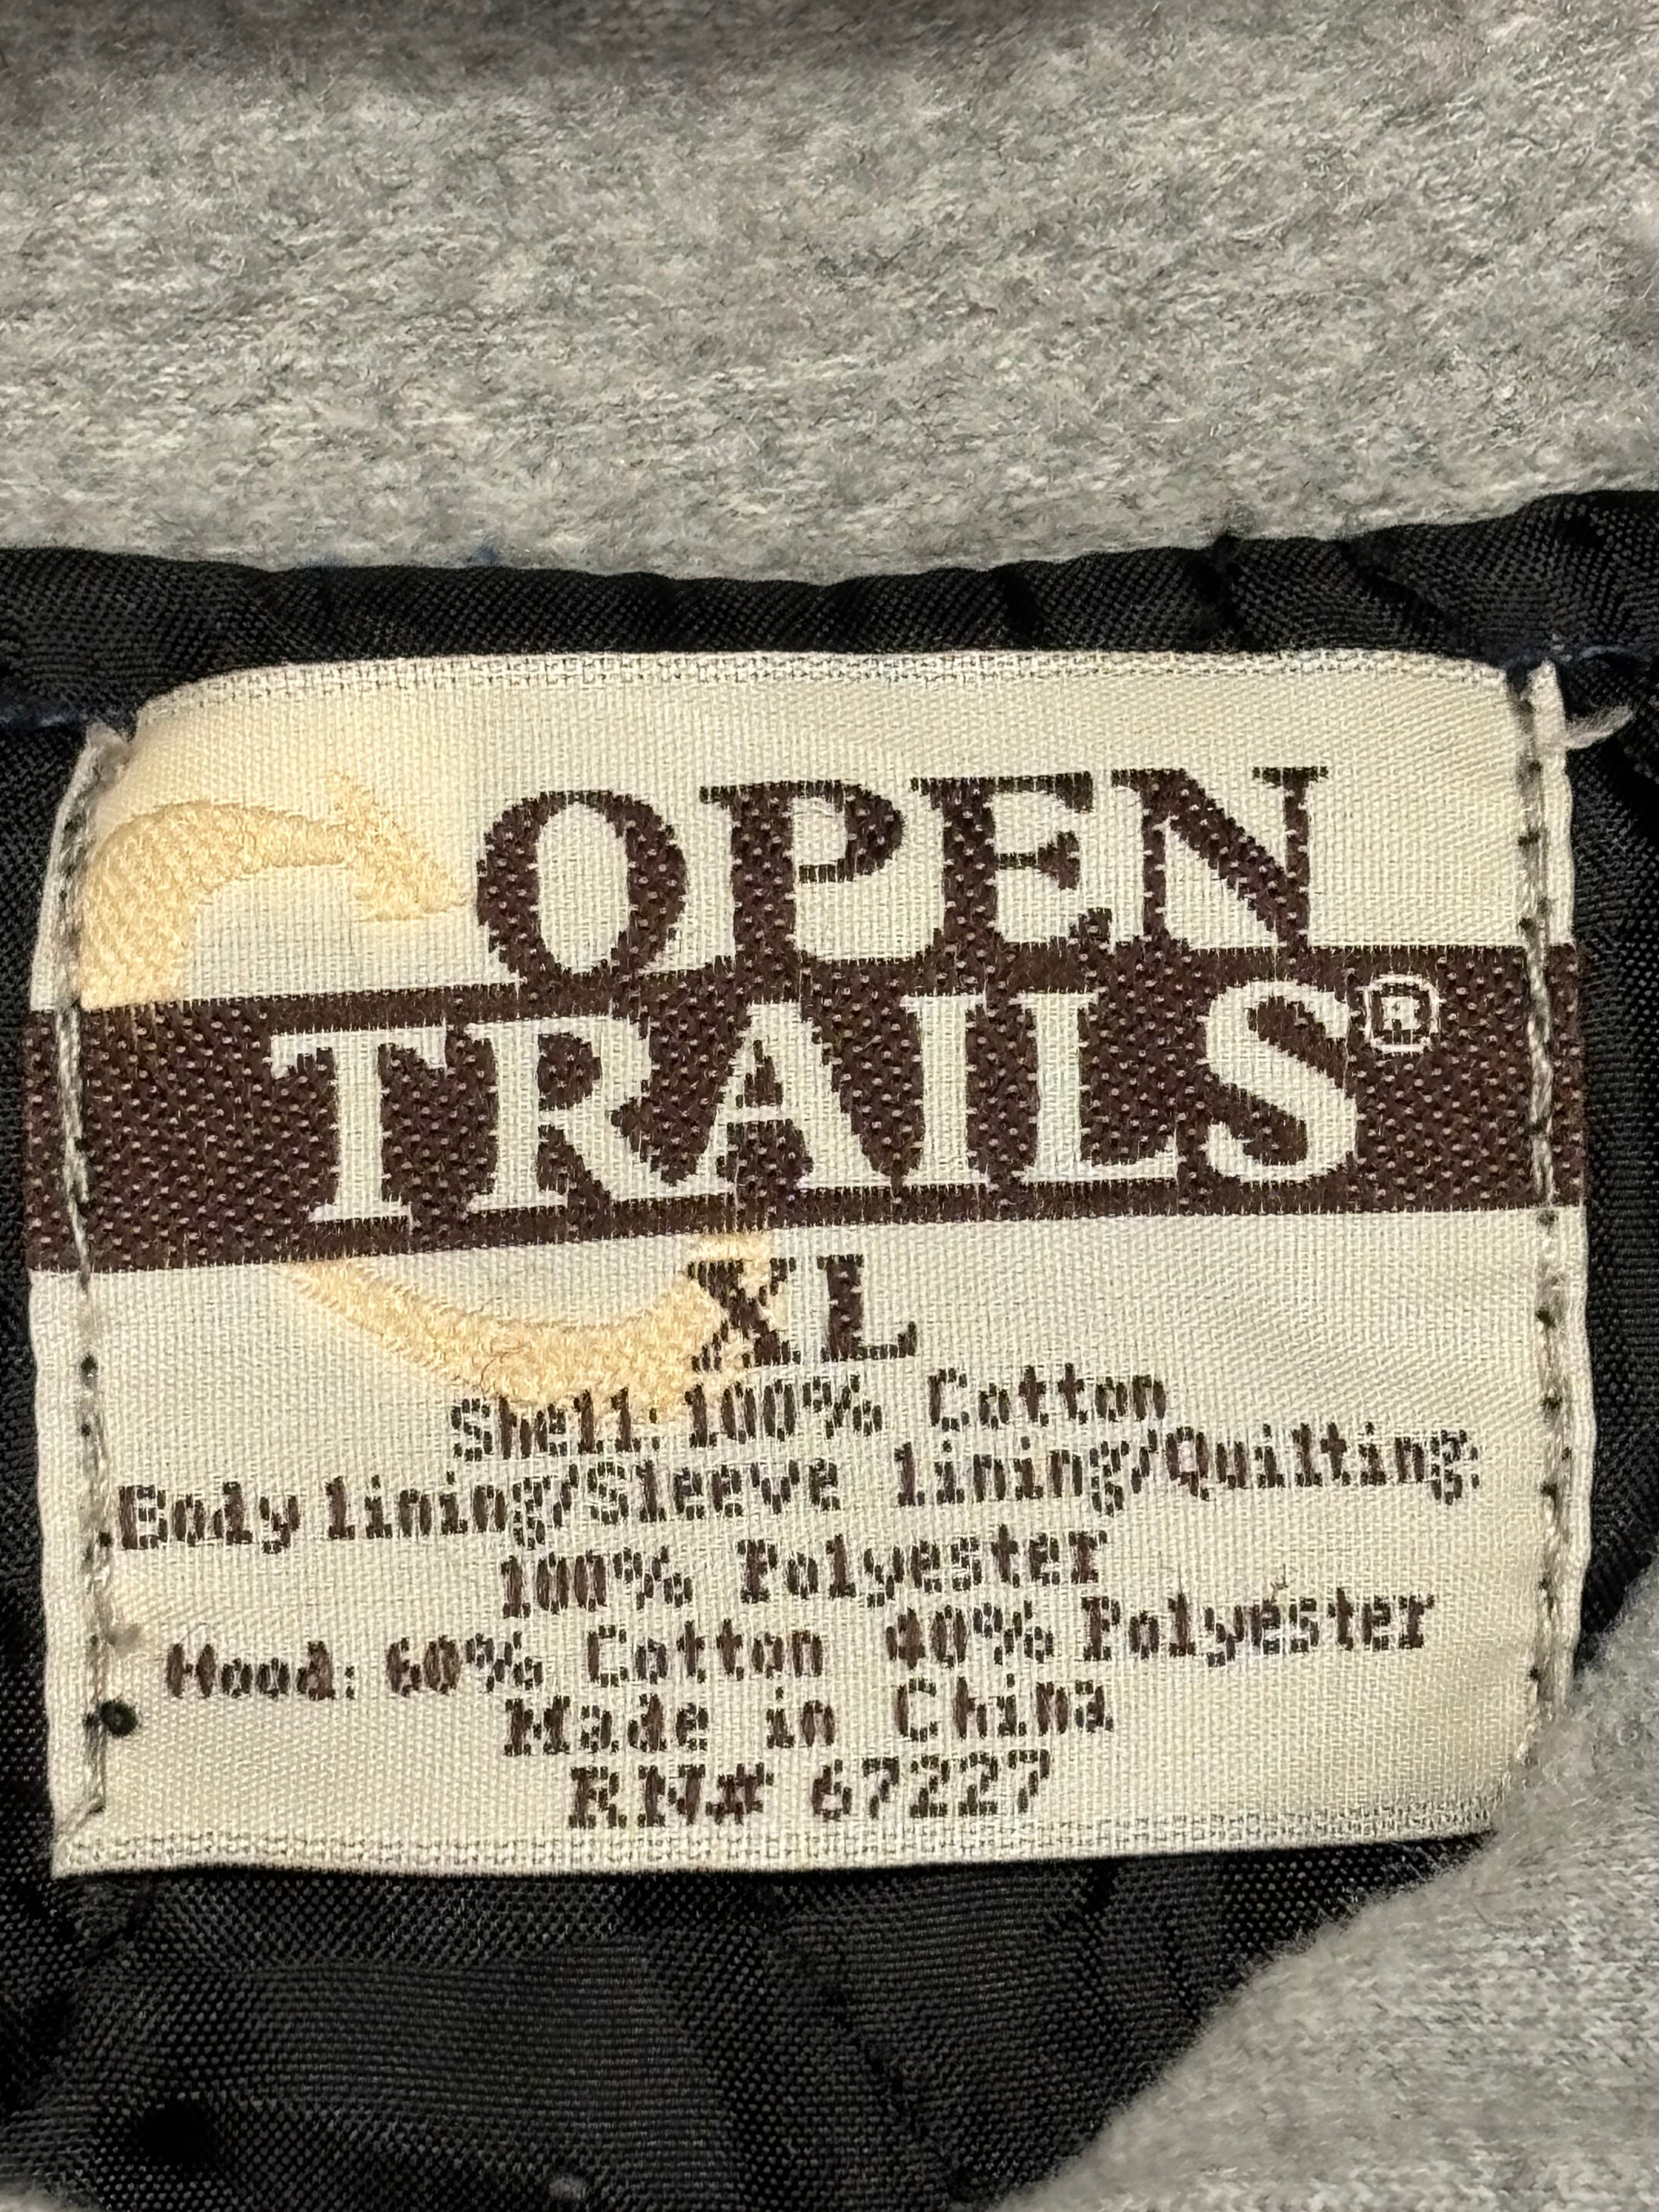 OPEN
TRAILS®
XL
Shell: 100% Cotton
Body lining/Sleeve lining/Quilting:
100% Polyester
Hood: 60% Cotton 40% Polyester
Made in China
RN# 67227